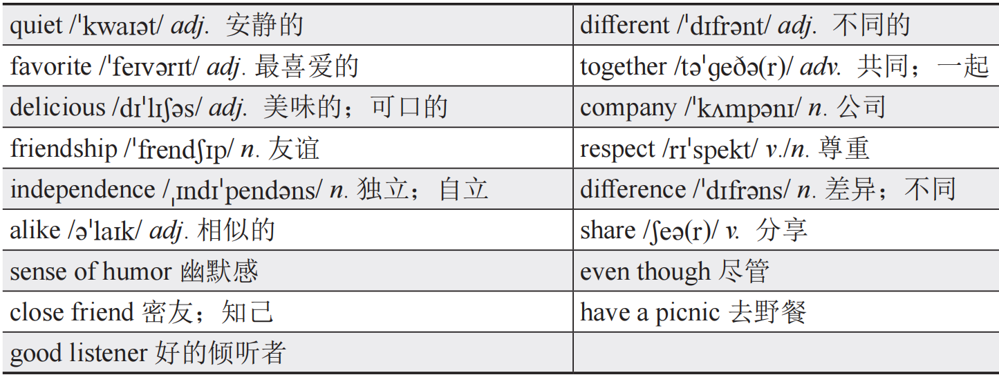 quiet /ˈkwaɪət/ adj. 安静的
different /ˈdɪfrənt/ adj. 不同的
favorite /ˈfeɪvərɪt/ adj. 最喜爱的
together /təˈɡeðə(r)/ adv. 共同；一起
delicious /dɪˈlɪʃəs/ adj. 美味的；可口的
company /ˈkʌmpənɪ/ n. 公司
friendship /ˈfrendʃɪp/ n. 友谊
respect /rɪˈspekt/ v./n. 尊重
independence /ˌɪndɪˈpendəns/ n. 独立；自立
difference /ˈdɪfrəns/ n. 差异；不同
alike /əˈlaɪk/ adj. 相似的
share /ʃeə(r)/ v. 分享
sense of humor 幽默感
even though 尽管
close friend 密友；知己
have a picnic 去野餐
good listener 好的倾听者